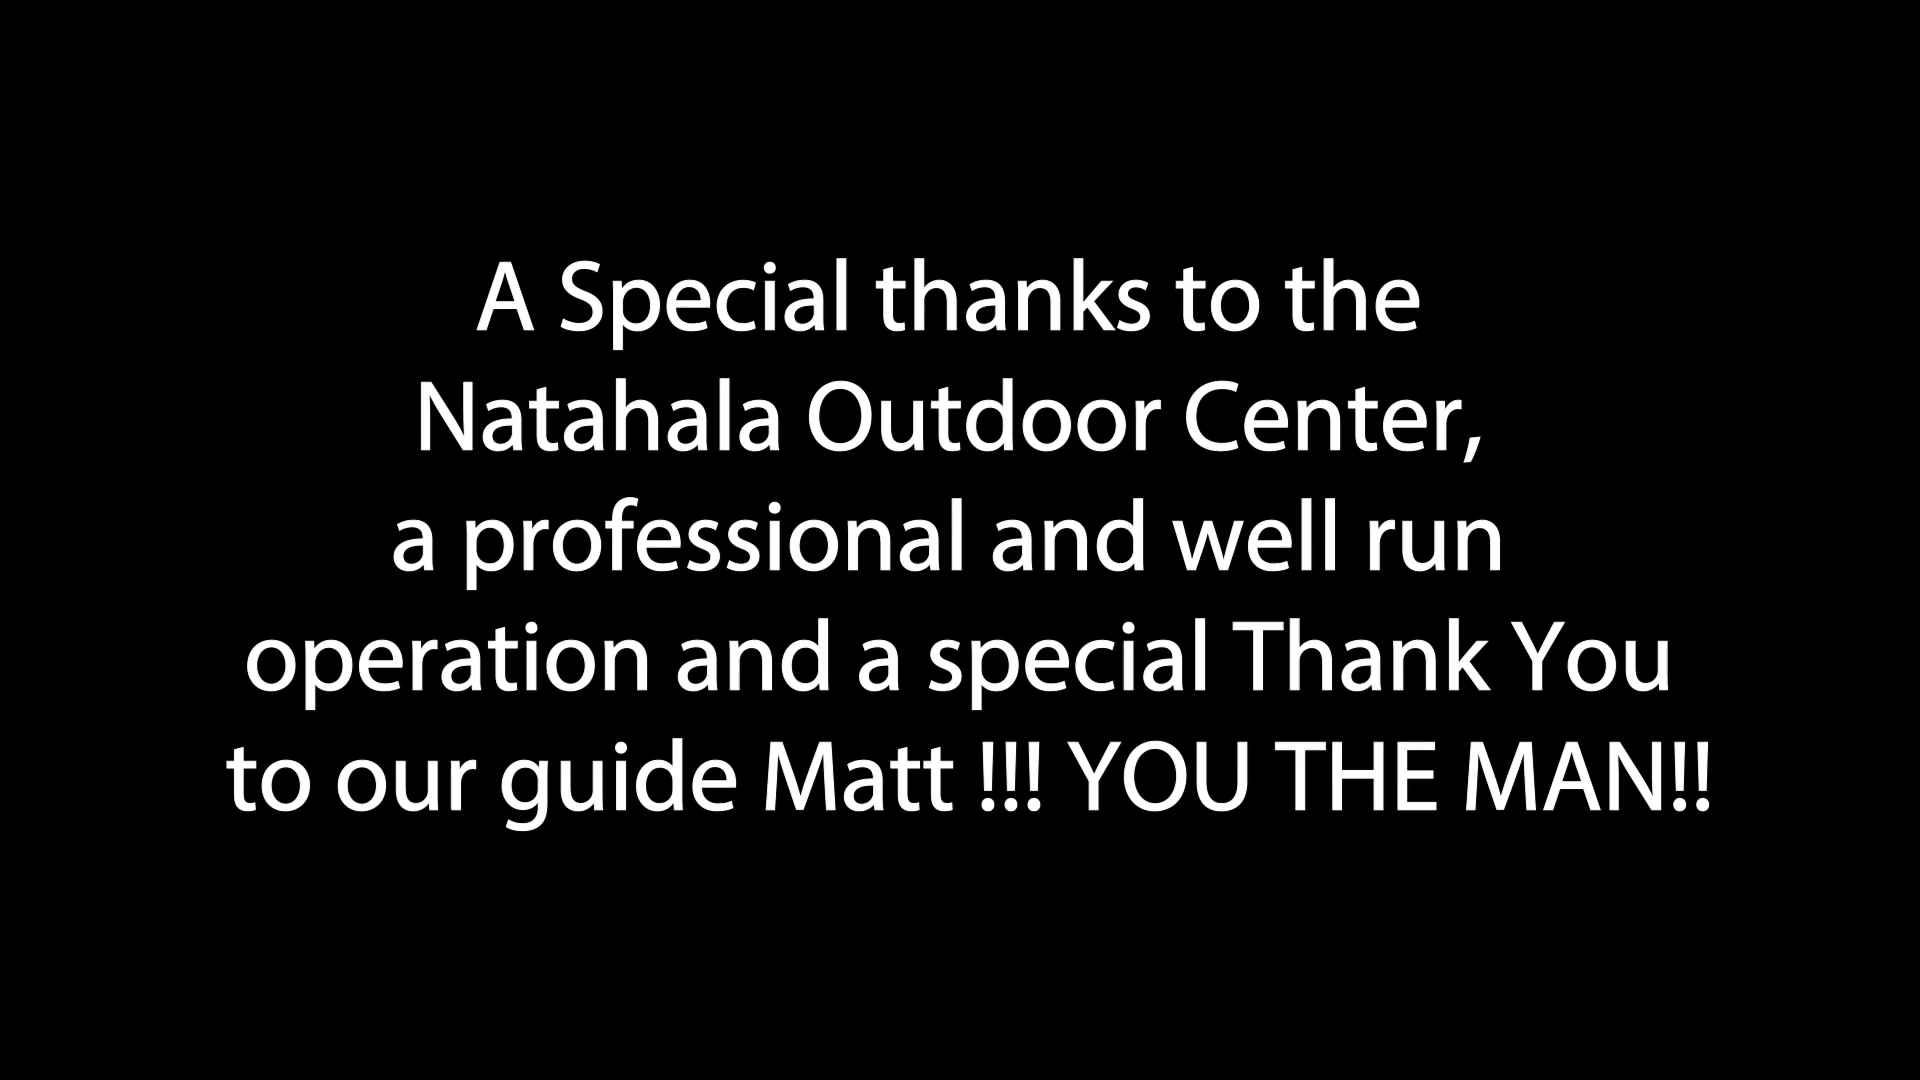 A Special thanks to the
Natahala Outdoor Center,
a professional and well run
operation and a special Thank You
to our guide Matt !!! YOU THE MAN!!